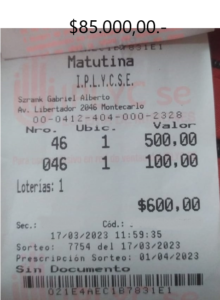 $85.000,00.-
Matutina
I.P.L.Y.C.S.E.
Szrank Gabriel Alberto
Av. Libertador 2046 Montecarlo
00-0412-404-000-2328
Nro. Ubic. Valor
46 1 500.00
046 1 100.00
Loterias: 1
$600.00
Sec.: Cód.: .
17/03/2023 11:59:35
Sorteo: 7754 del 17/03/2023
Prescripción Sorteo: 01/04/2023
Sin Documento